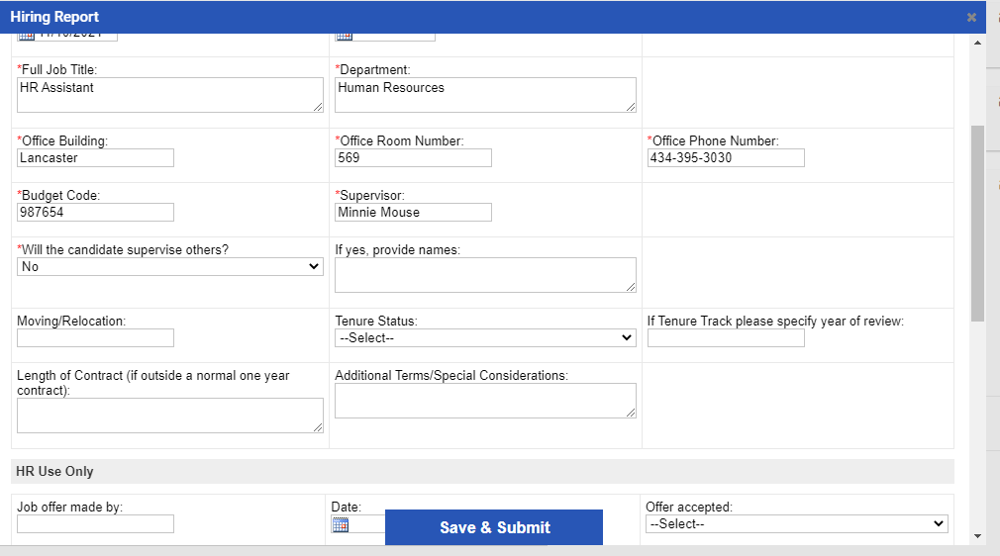 Hiring Report
*Full Job Title:
HR Assistant
*Department:
Human Resources
*Office Building:
Lancaster
*Office Room Number:
569
*Office Phone Number:
434-395-3030
*Budget Code:
987654
*Supervisor:
Minnie Mouse
*Will the candidate supervise others?
No
If yes, provide names:
Moving/Relocation:
Tenure Status:
--Select--
If Tenure Track please specify year of review:
Length of Contract (if outside a normal one year
contract):
Additional Terms/Special Considerations:
HR Use Only
Job offer made by:
Date:
Offer accepted:
--Select--
Save & Submit